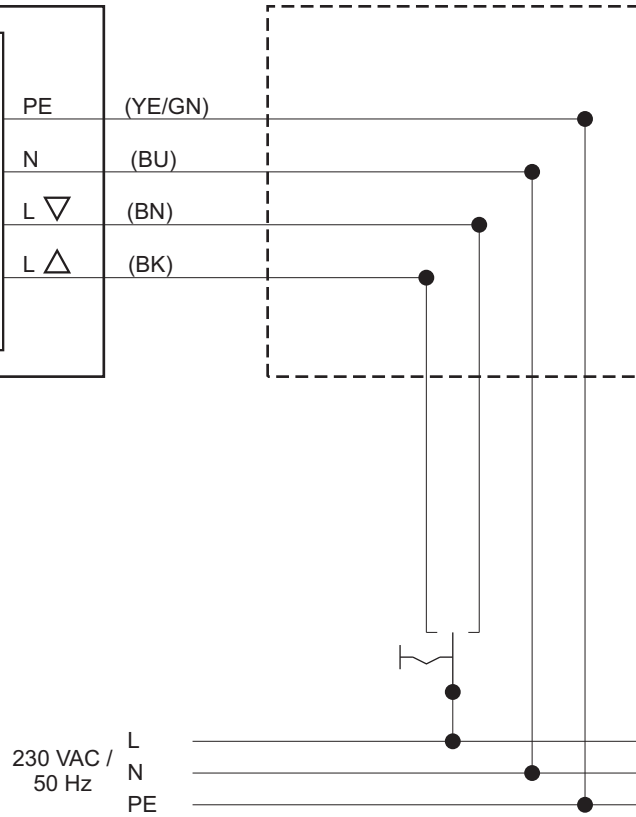 PE (YE/GN)
N (BU)
L ▽ (BN)
L △ (BK)
230 VAC /
50 Hz
L
N
PE